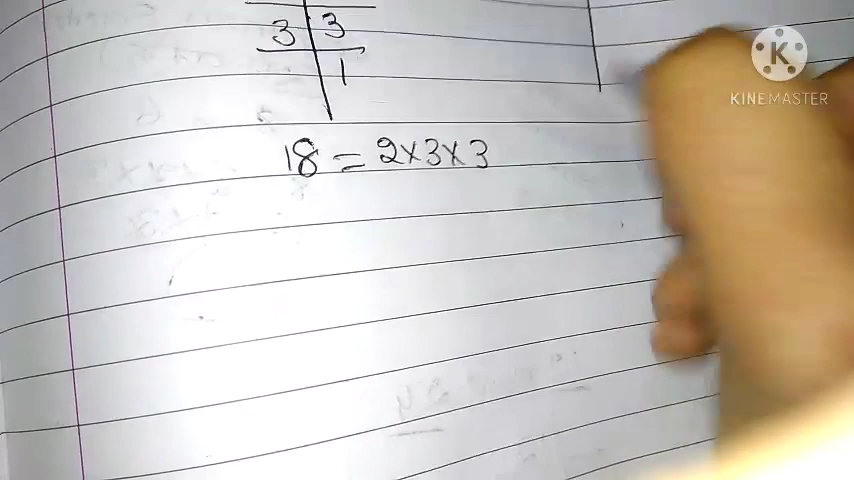 3 3
1
18 = 2×3×3
K
KINEMASTER